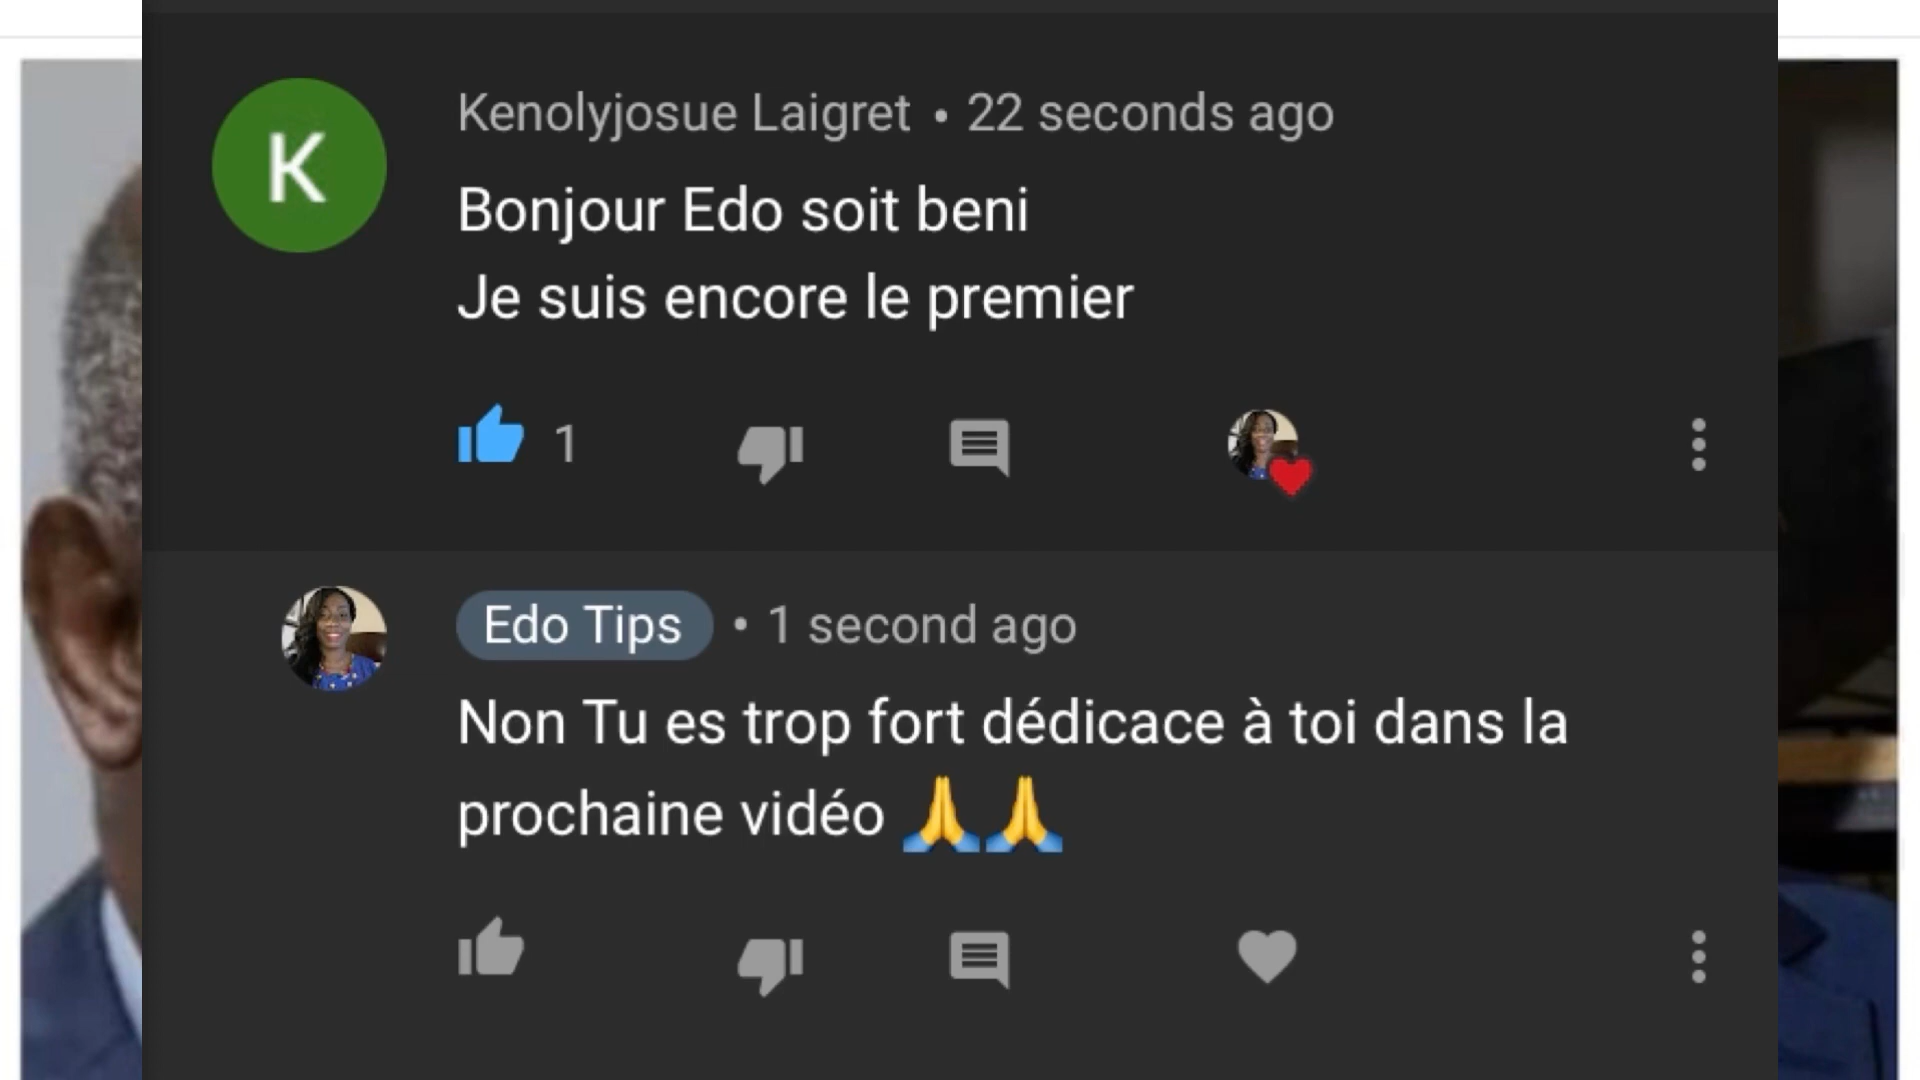 K
Kenolyjosue Laigret • 22 seconds ago
Bonjour Edo soit beni
Je suis encore le premier
1
Edo Tips • 1 second ago
Non Tu es trop fort dédicace à toi dans la
prochaine vidéo 🙏🙏